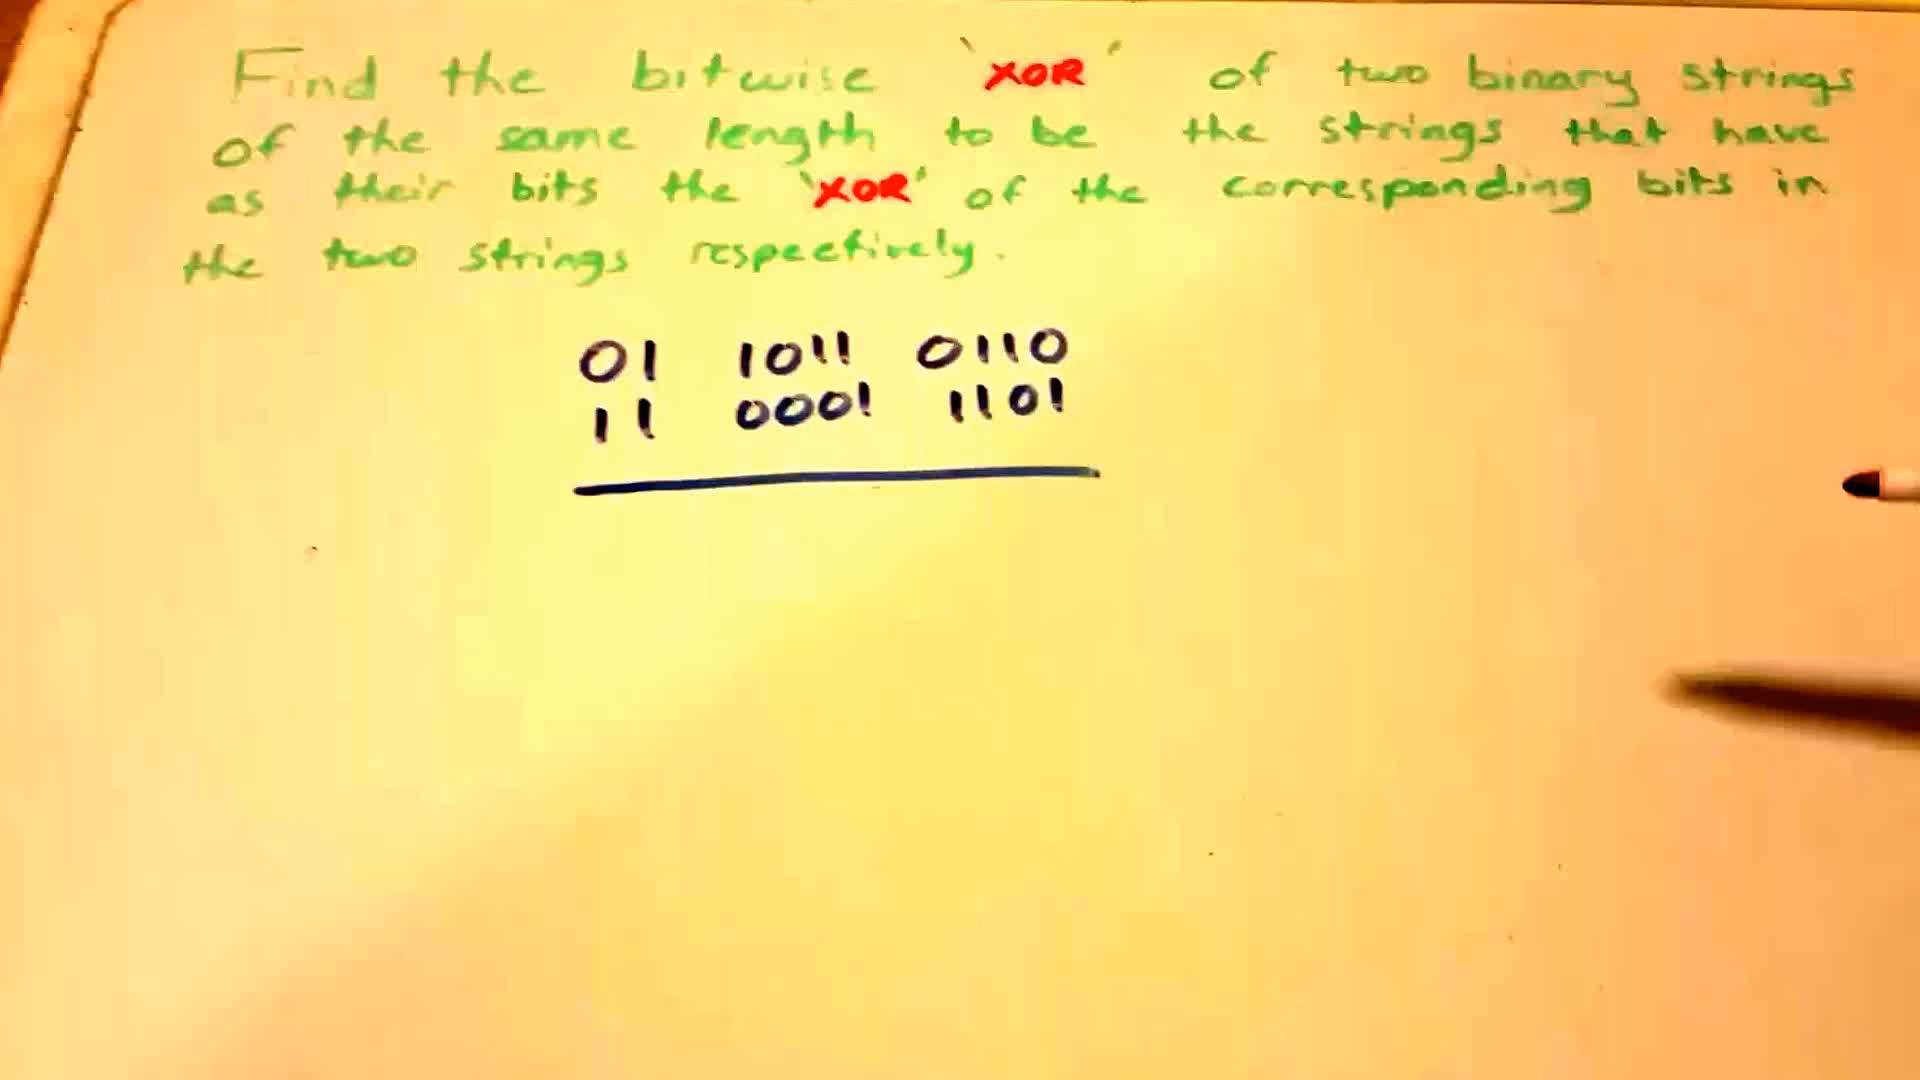 Find the bitwise 'XOR' of two binary strings
of the same length to be the strings that have
as their bits the 'XOR' of the corresponding bits in
the two strings respectively.
01 1011 0110
11 0001 1101